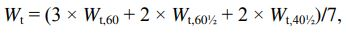 Wₜ = (3 × Wₜ,₆₀ + 2 × Wₜ,₆₀½ + 2 × Wₜ,₄₀½)/7,